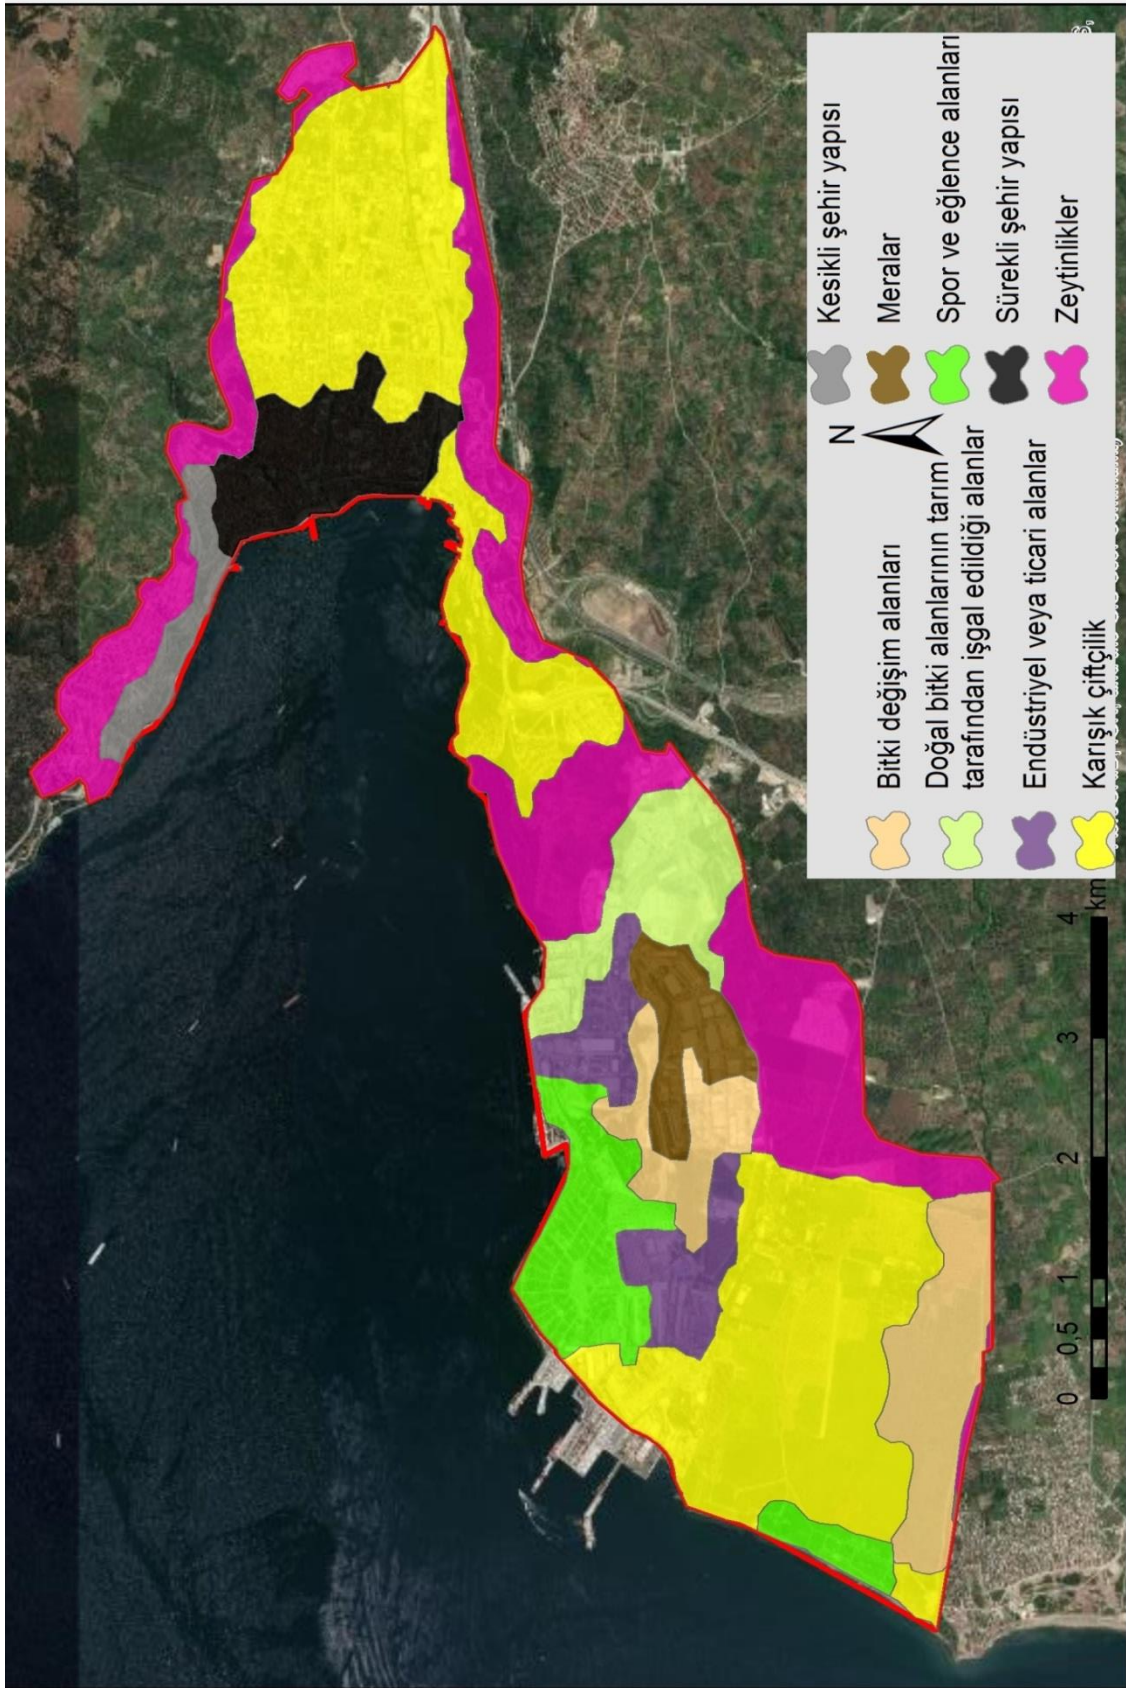 Bitki değişim alanları
Doğal bitki alanlarının tarım
tarafından işgal edildiği alanlar
Endüstriyel veya ticari alanlar
Karışık çiftçilik
N
Kesikli şehir yapısı
Meralar
Spor ve eğlence alanları
Sürekli şehir yapısı
Zeytinlikler
0 0,5 1 2 3 4
km